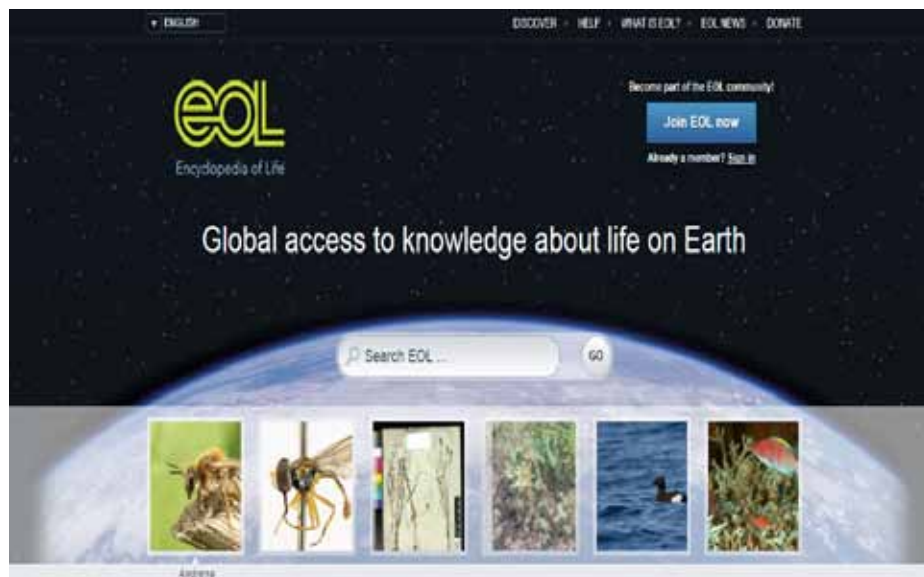 ENGLISH
DISCOVER HELP WHAT IS EOL? EOL NEWS DONATE
eOL
Encyclopedia of Life
Become part of the EOL community!
Join EOL now
Already a member? Sign in
Global access to knowledge about life on Earth
Search EOL ...
GO
Andrena